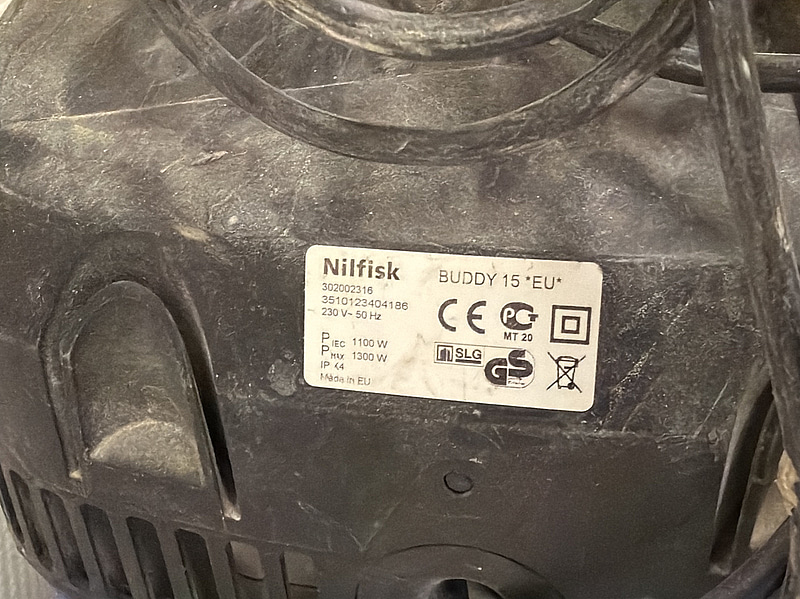 Nilfisk
BUDDY 15 *EU*
302002316
3510123404186
230 V~ 50 Hz
CE
PCT
MT 20
PIEC 1100 W
PMAX 1300 W
IP X4
Made in EU
SLG
GS